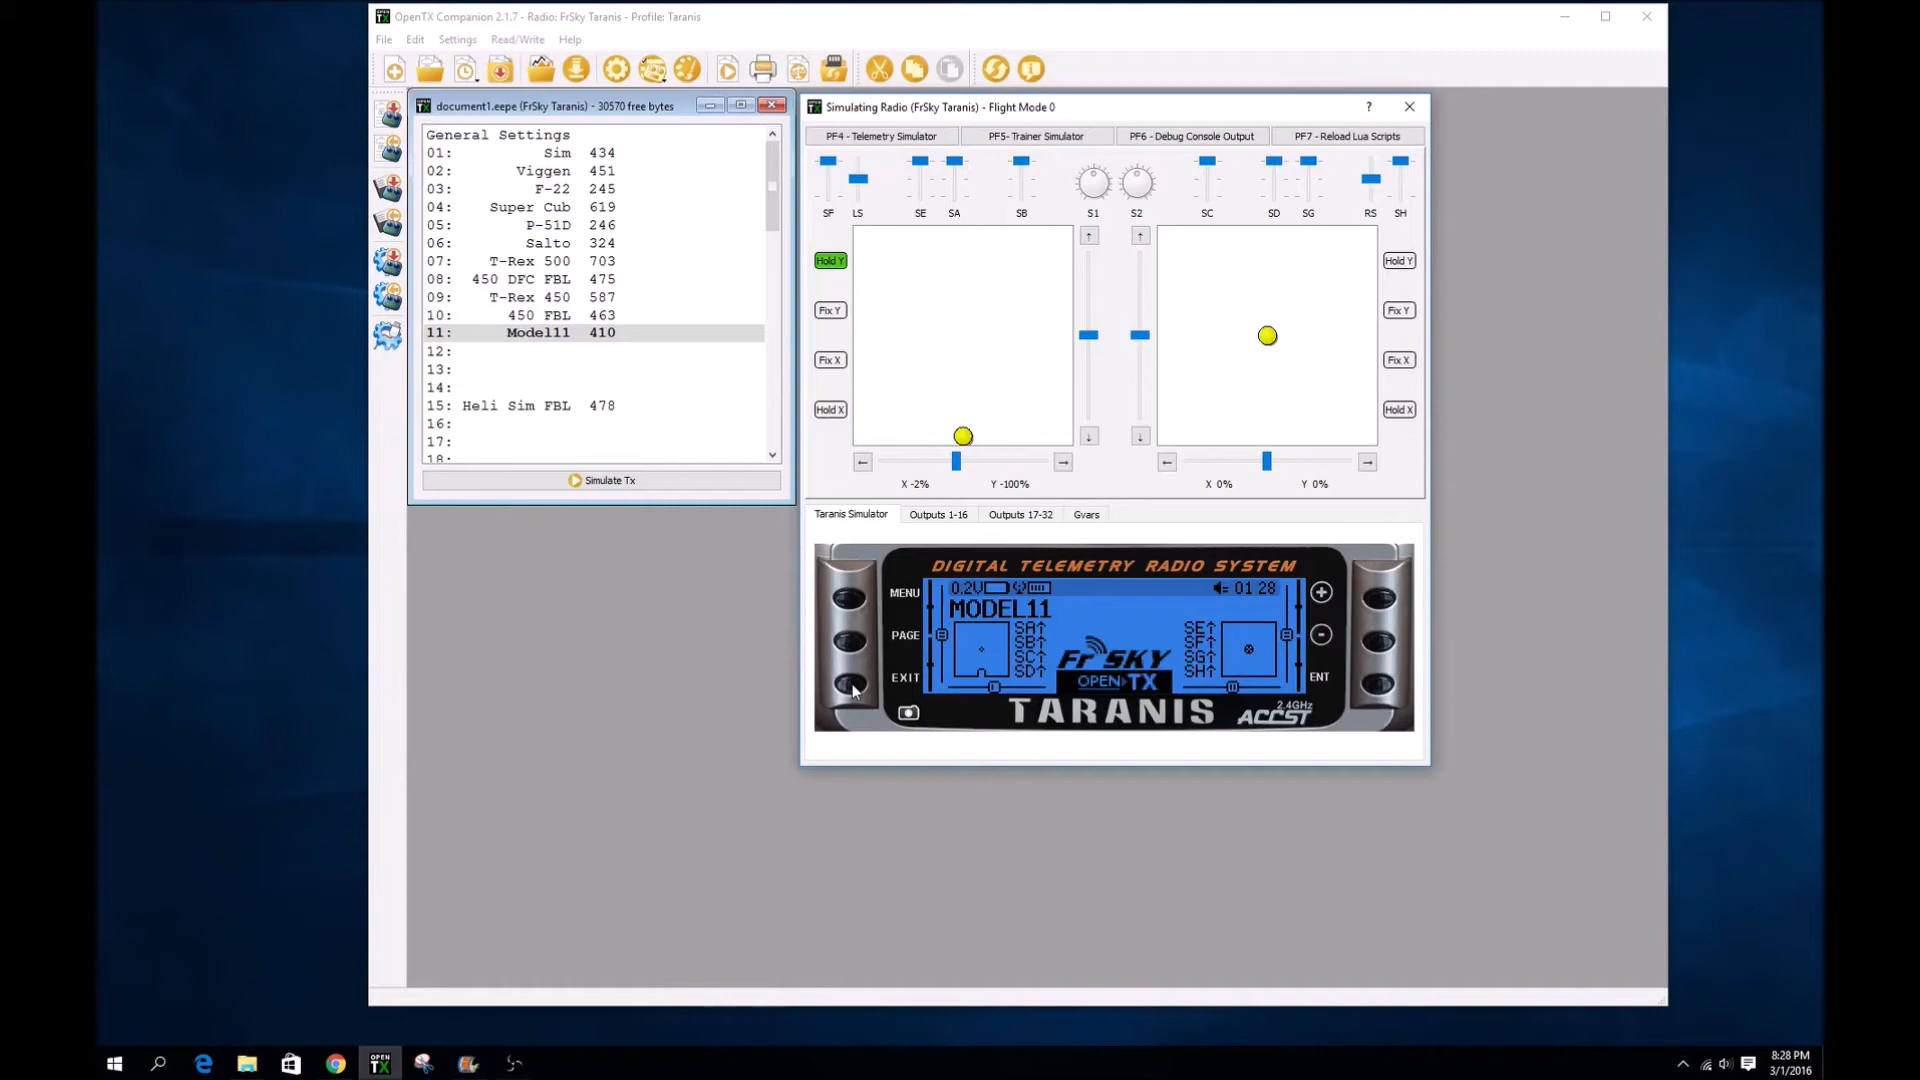 OpenTX Companion 2.1.7 - Radio: FrSky Taranis - Profile: Taranis
File Edit Settings Read/Write Help
document1.eepe (FrSky Taranis) - 30570 free bytes
General Settings
01: Sim 434
02: Viggen 451
03: F-22 245
04: Super Cub 619
05: P-51D 246
06: Salto 324
07: T-Rex 500 703
08: 450 DFC FBL 475
09: T-Rex 450 587
10: 450 FBL 463
11: Model11 410
12:
13:
14:
15: Heli Sim FBL 478
16:
17:
18:
Simulate Tx
Simulating Radio (FrSky Taranis) - Flight Mode 0
PF4 - Telemetry Simulator PF5- Trainer Simulator PF6 - Debug Console Output PF7 - Reload Lua Scripts
SF LS SE SA SB S1 S2 SC SD SG RS SH
Hold Y Hold Y
Fix Y Fix Y
Fix X Fix X
Hold X Hold X
X -2% Y -100% X 0% Y 0%
Taranis Simulator Outputs 1-16 Outputs 17-32 Gvars
DIGITAL TELEMETRY RADIO SYSTEM
MENU 0.2V 01 28
MODEL11
SA↑ SE↑
PAGE SB↑ SF↑
SC↑ FrSKY SG↑
SD↑ SH↑
EXIT OPEN TX ENT
TARANIS 2.4GHz
ACCST
OPEN
TX
8:28 PM
3/1/2016